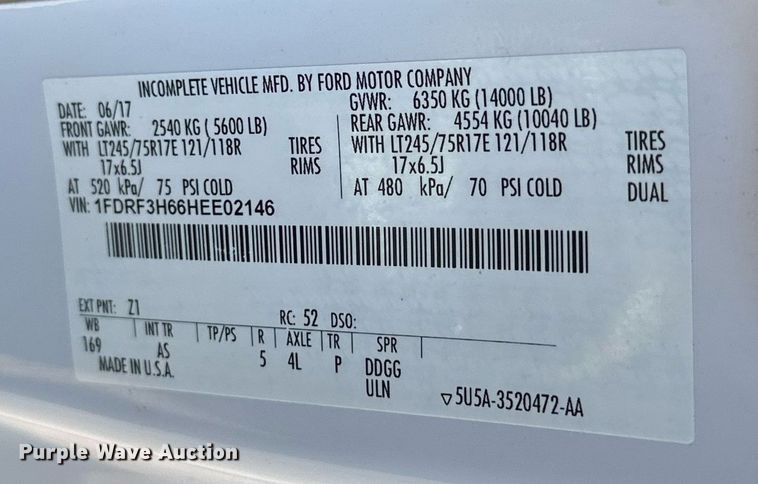 INCOMPLETE VEHICLE MFD. BY FORD MOTOR COMPANY
DATE: 06/17 GVWR: 6350 KG (14000 LB)
FRONT GAWR: 2540 KG ( 5600 LB) REAR GAWR: 4554 KG (10040 LB)
WITH LT245/75R17E 121/118R TIRES WITH LT245/75R17E 121/118R TIRES
17x6.5J RIMS 17x6.5J RIMS
AT 520 kPa/ 75 PSI COLD AT 480 kPa/ 70 PSI COLD DUAL
VIN: 1FDRF3H66HEE02146
EXT PNT: Z1 RC: 52 DSO:
WB INT TR TP/PS R AXLE TR SPR
169 AS 5 4L P DDGG
MADE IN U.S.A. ULN ▽5U5A-3520472-AA
Purple Wave Auction